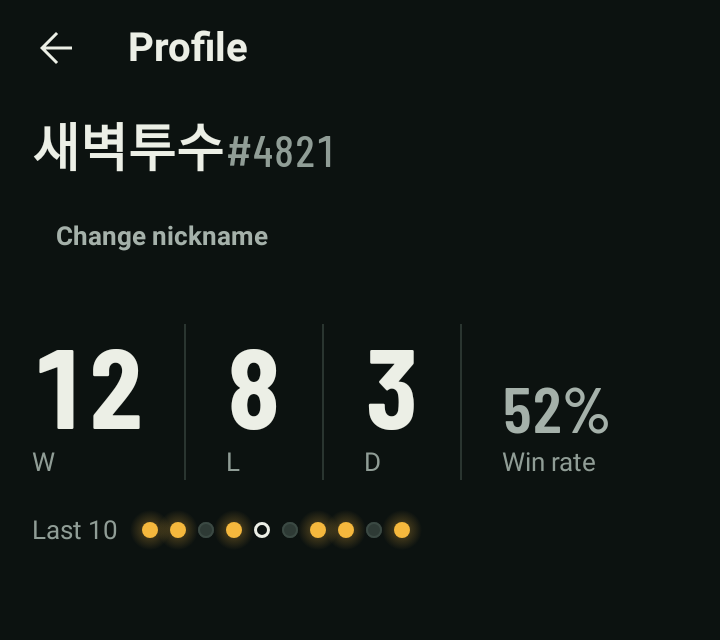 Profile
새벽투수#4821
Change nickname
12 8 3 52%
W L D Win rate
Last 10